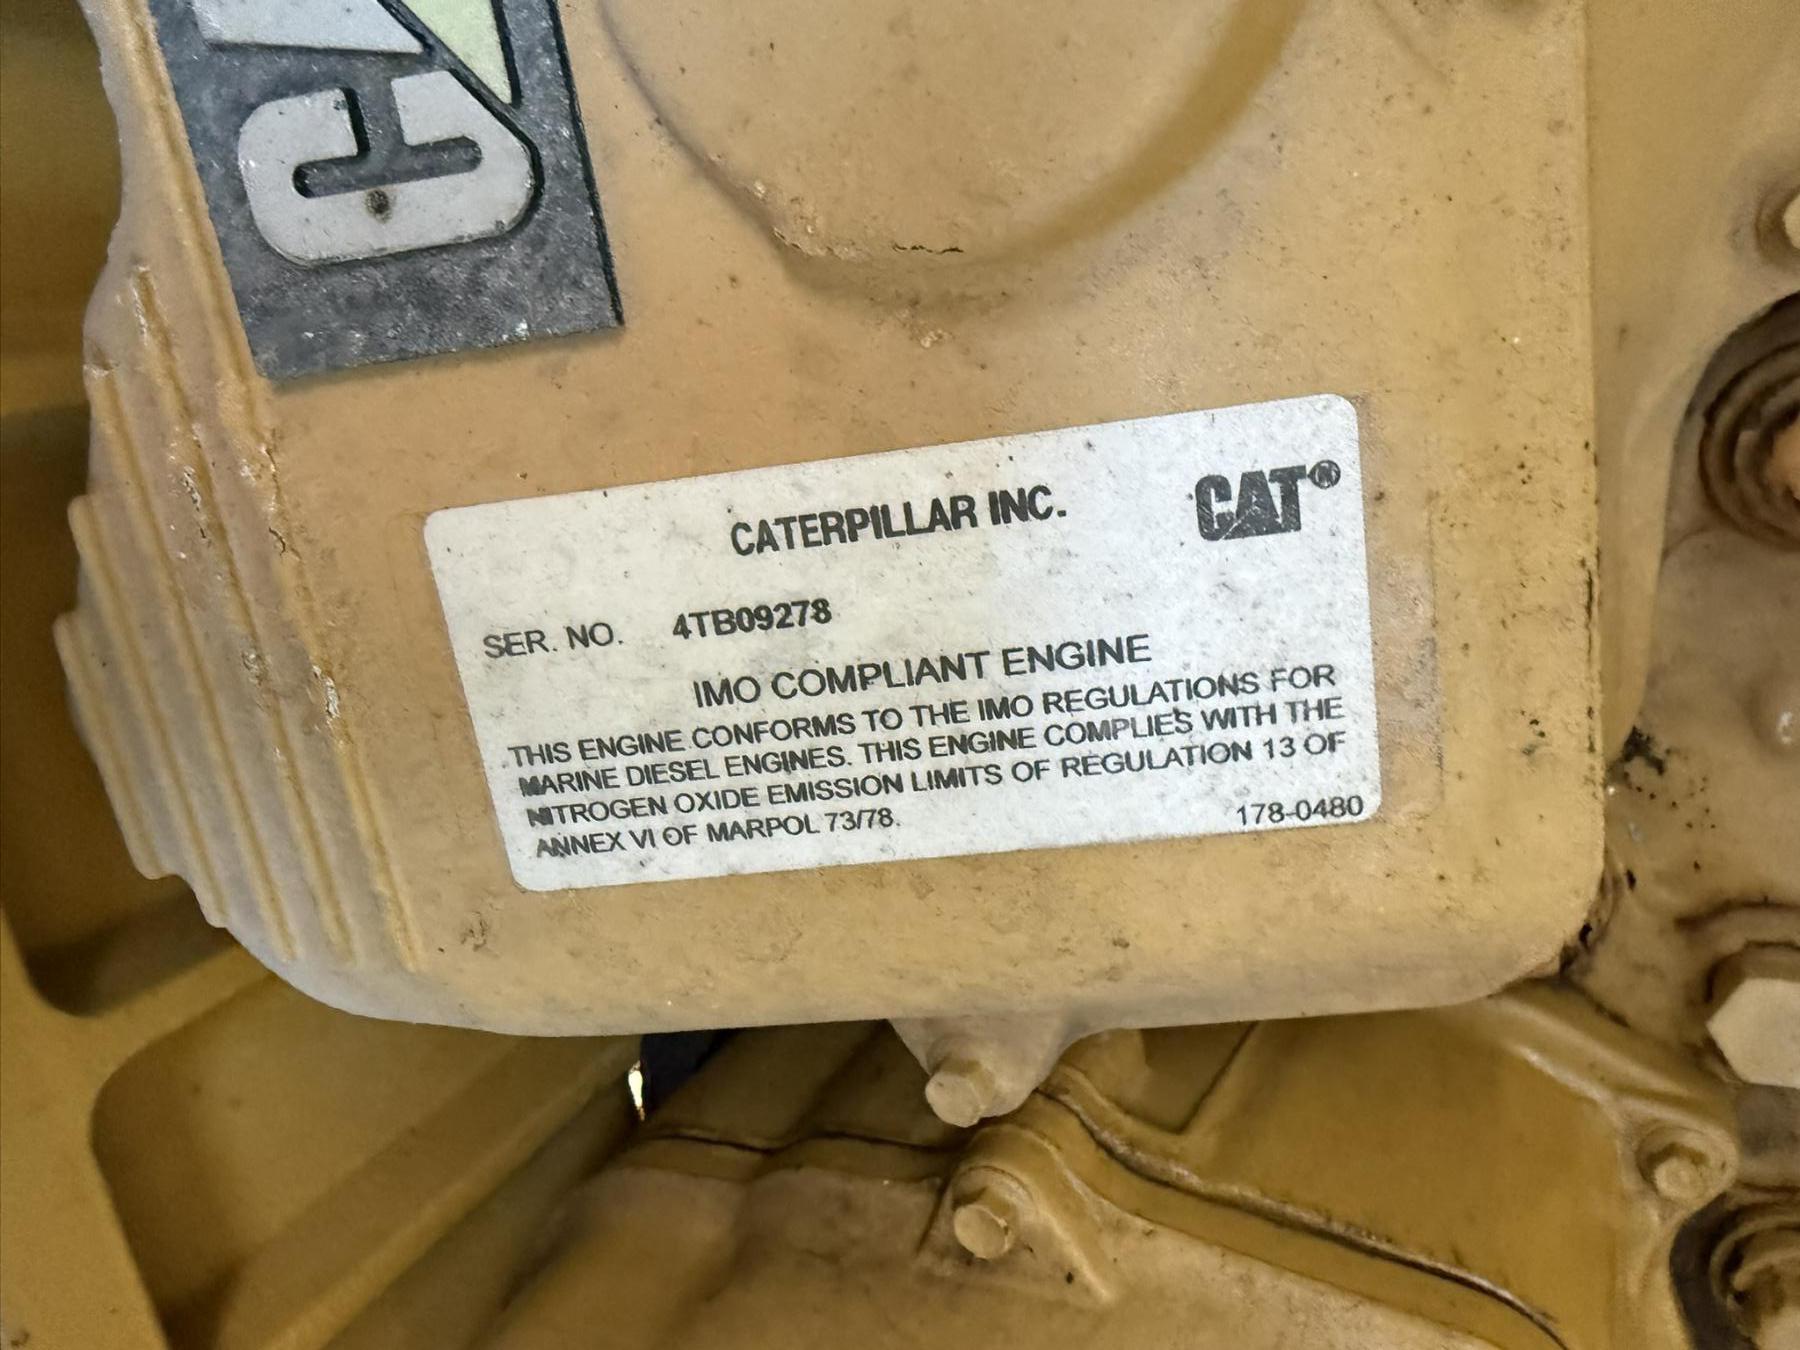 CAT
CATERPILLAR INC.
CAT®
SER. NO. 4TB09278
IMO COMPLIANT ENGINE
THIS ENGINE CONFORMS TO THE IMO REGULATIONS FOR
MARINE DIESEL ENGINES. THIS ENGINE COMPLIES WITH THE
NITROGEN OXIDE EMISSION LIMITS OF REGULATION 13 OF
ANNEX VI OF MARPOL 73/78.
178-0480